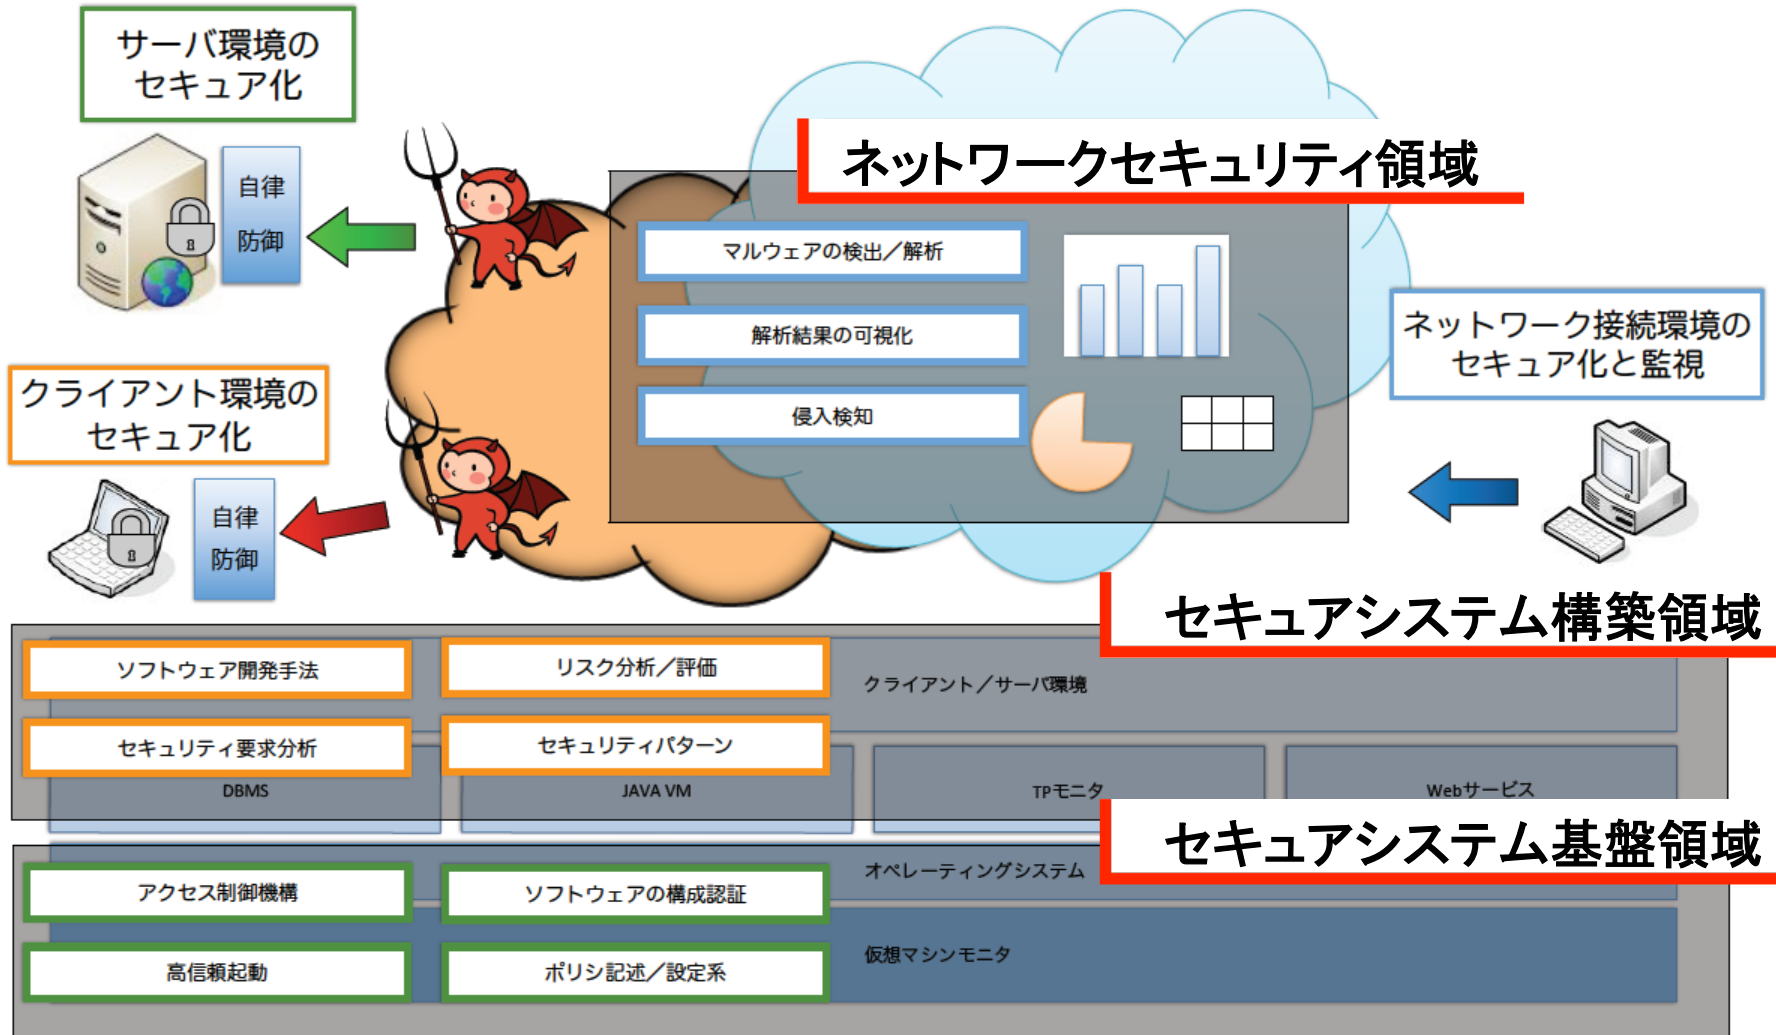 サーバ環境の
セキュア化
自律
防御
ネットワークセキュリティ領域
マルウェアの検出／解析
解析結果の可視化
侵入検知
ネットワーク接続環境の
セキュア化と監視
クライアント環境の
セキュア化
自律
防御
セキュアシステム構築領域
ソフトウェア開発手法
リスク分析／評価
クライアント／サーバ環境
セキュリティ要求分析
セキュリティパターン
DBMS
JAVA VM
TPモニタ
Webサービス
セキュアシステム基盤領域
オペレーティングシステム
アクセス制御機構
ソフトウェアの構成認証
仮想マシンモニタ
高信頼起動
ポリシ記述／設定系